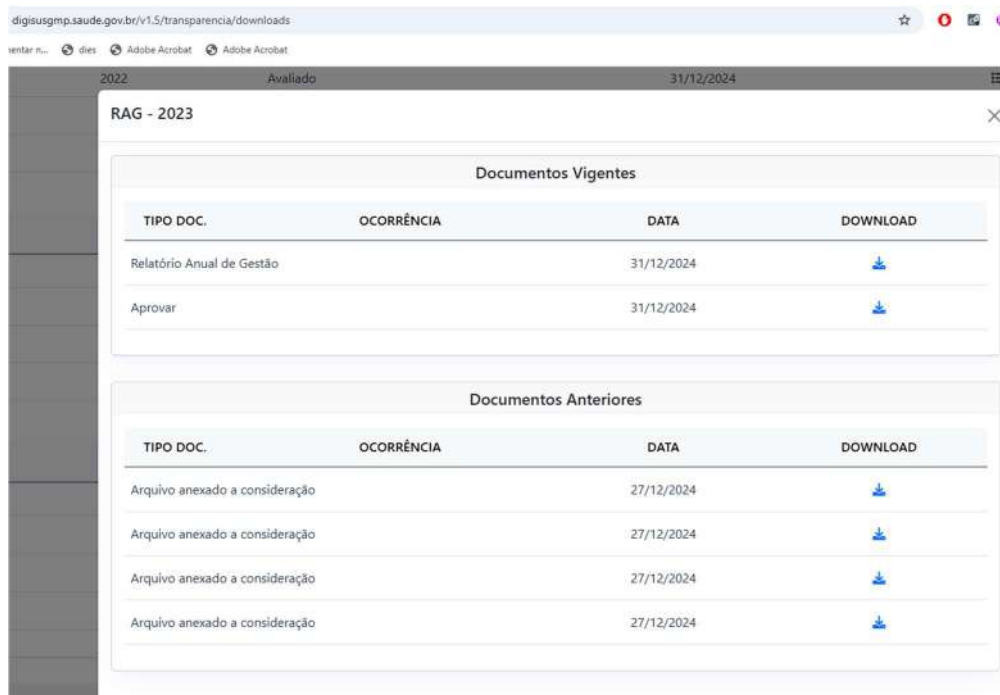 digisusgmp.saude.gov.br/v1.5/transparencia/downloads
mentar n... dies Adobe Acrobat Adobe Acrobat
2022 Avaliado 31/12/2024
RAG - 2023
Documentos Vigentes
TIPO DOC. OCORRÊNCIA DATA DOWNLOAD
Relatório Anual de Gestão 31/12/2024
Aprovar 31/12/2024
Documentos Anteriores
TIPO DOC. OCORRÊNCIA DATA DOWNLOAD
Arquivo anexado a consideração 27/12/2024
Arquivo anexado a consideração 27/12/2024
Arquivo anexado a consideração 27/12/2024
Arquivo anexado a consideração 27/12/2024